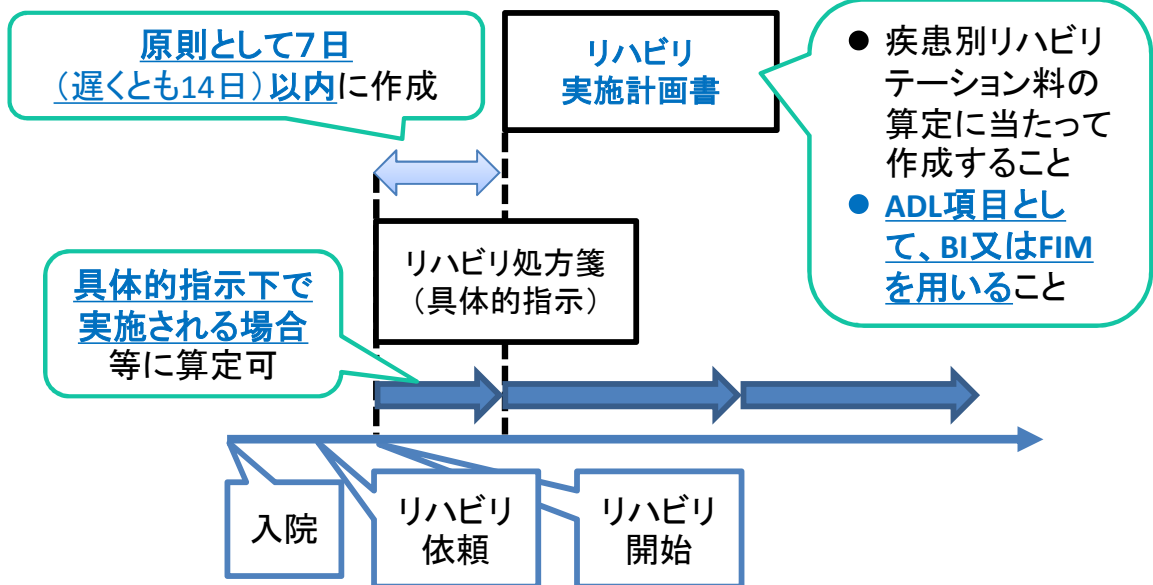 原則として7日
（遅くとも14日）以内に作成
リハビリ
実施計画書
● 疾患別リハビリ
テーション料の
算定に当たって
作成すること
● ADL項目とし
て、BI又はFIM
を用いること
リハビリ処方箋
（具体的指示）
具体的指示下で
実施される場合
等に算定可
入院
リハビリ
依頼
リハビリ
開始